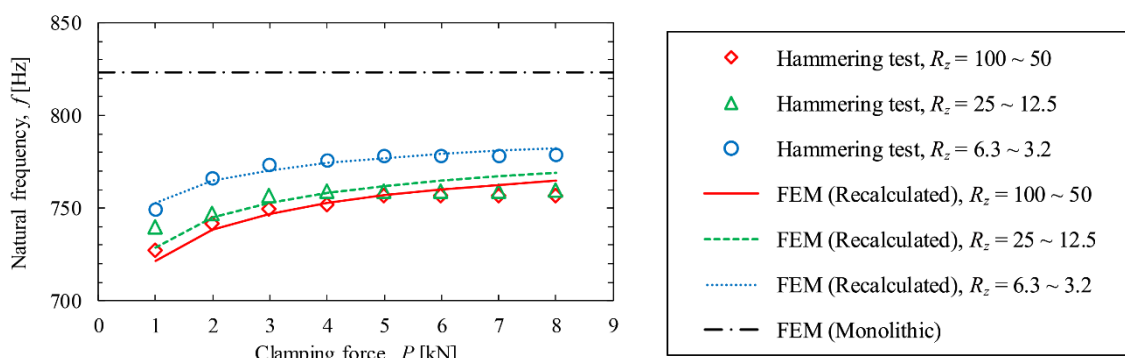 850
800
750
700
Natural frequency, f [Hz]
0 1 2 3 4 5 6 7 8 9
Clamping force, P [kN]
Hammering test, Rz = 100 ~ 50
Hammering test, Rz = 25 ~ 12.5
Hammering test, Rz = 6.3 ~ 3.2
FEM (Recalculated), Rz = 100 ~ 50
FEM (Recalculated), Rz = 25 ~ 12.5
FEM (Recalculated), Rz = 6.3 ~ 3.2
FEM (Monolithic)